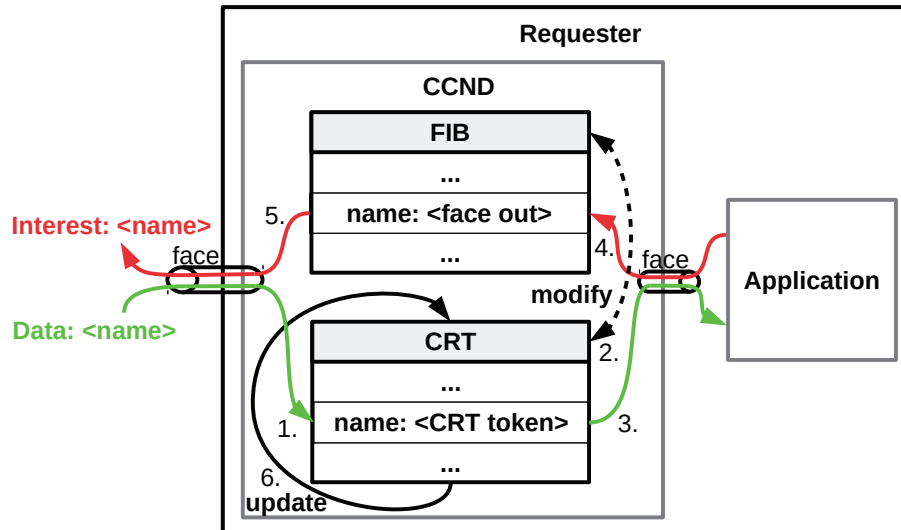 Requester
CCND
FIB
...
name: <face out>
...
5.
4.
Interest: <name>
face
Data: <name>
face
Application
modify
CRT
2.
...
name: <CRT token>
1.
3.
...
6.
update